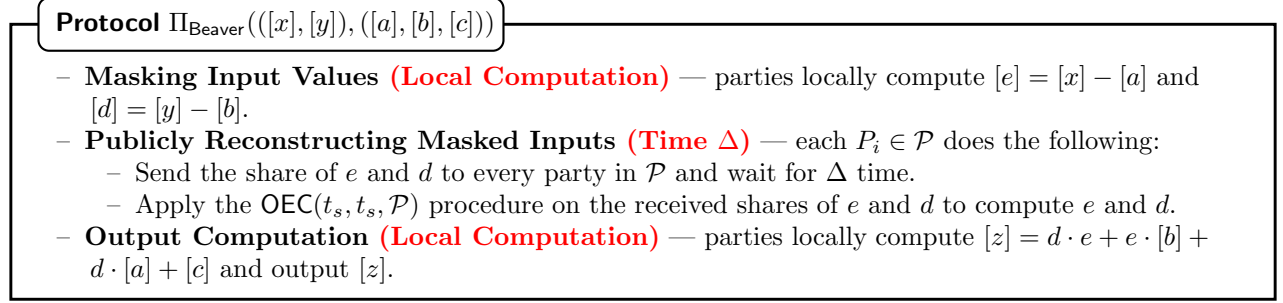 Protocol Π_Beaver(([x], [y]), ([a], [b], [c]))
– Masking Input Values (Local Computation) — parties locally compute [e] = [x] − [a] and
[d] = [y] − [b].
– Publicly Reconstructing Masked Inputs (Time Δ) — each P_i ∈ 𝒫 does the following:
– Send the share of e and d to every party in 𝒫 and wait for Δ time.
– Apply the OEC(t_s, t_s, 𝒫) procedure on the received shares of e and d to compute e and d.
– Output Computation (Local Computation) — parties locally compute [z] = d · e + e · [b] +
d · [a] + [c] and output [z].